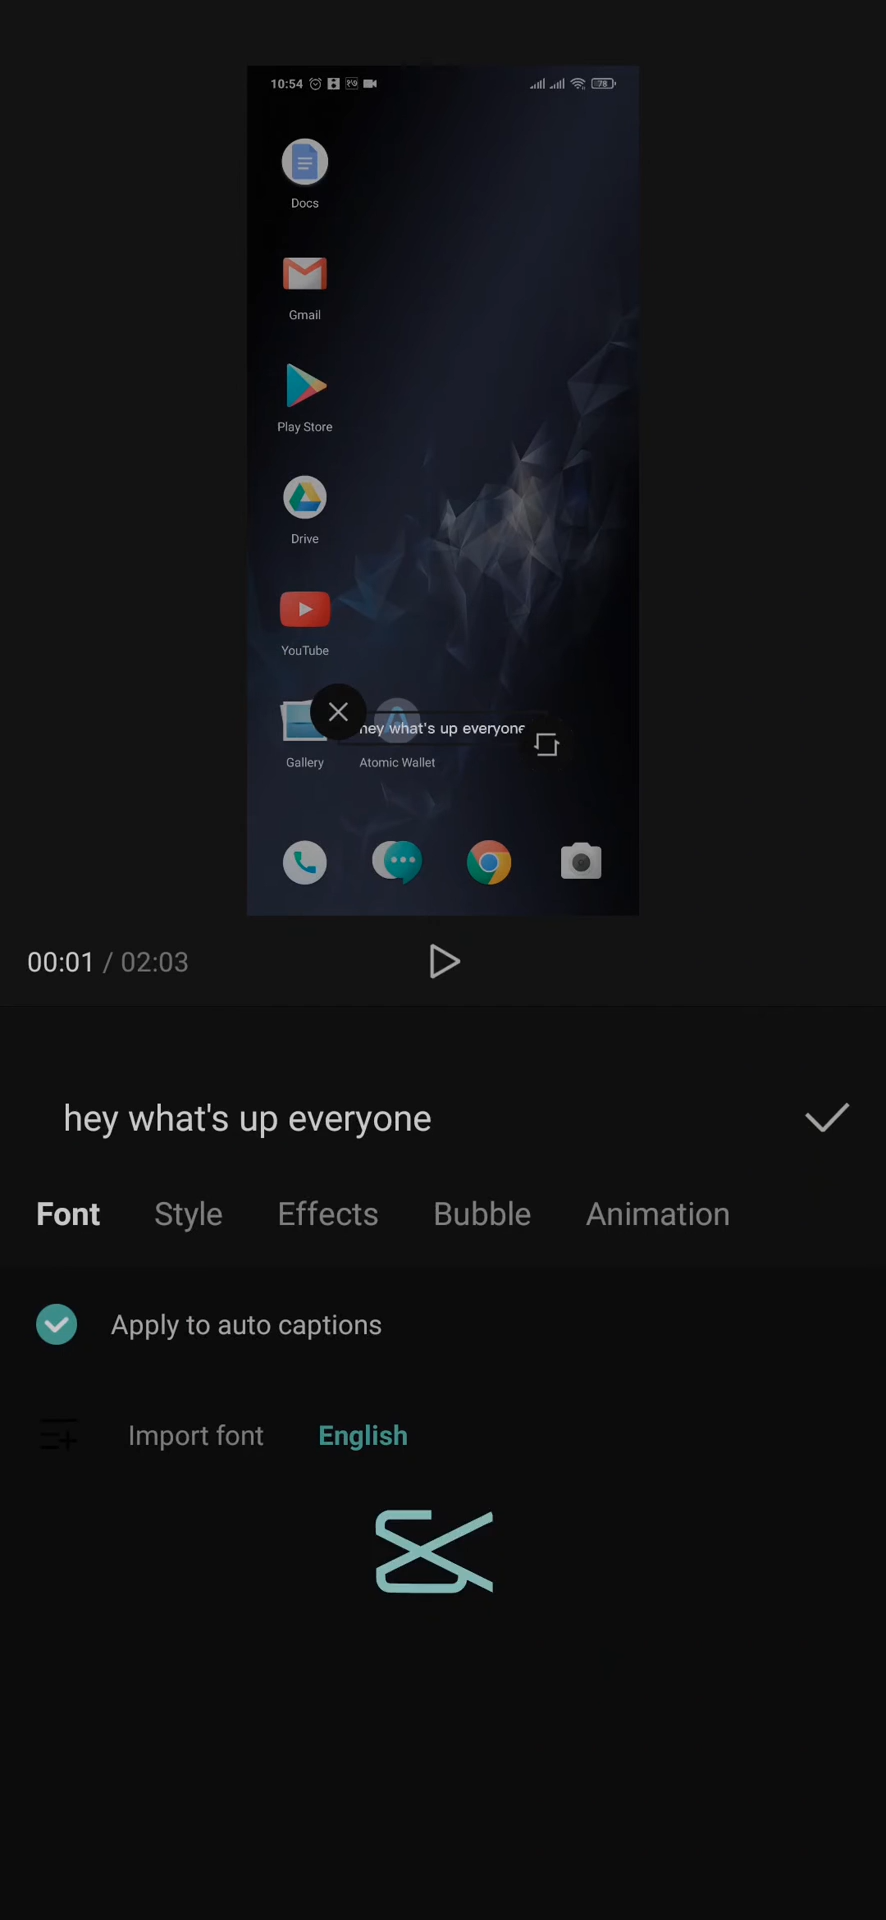 10:54 78
Docs
Gmail
Play Store
Drive
YouTube
hey what's up everyone
Gallery Atomic Wallet
00:01 / 02:03
hey what's up everyone
Font Style Effects Bubble Animation
Apply to auto captions
Import font English